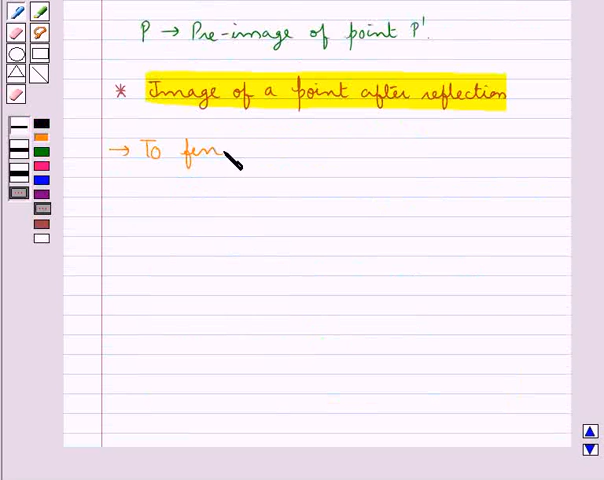 P → Pre-image of point P'.
* Image of a point after reflection
→ To fin